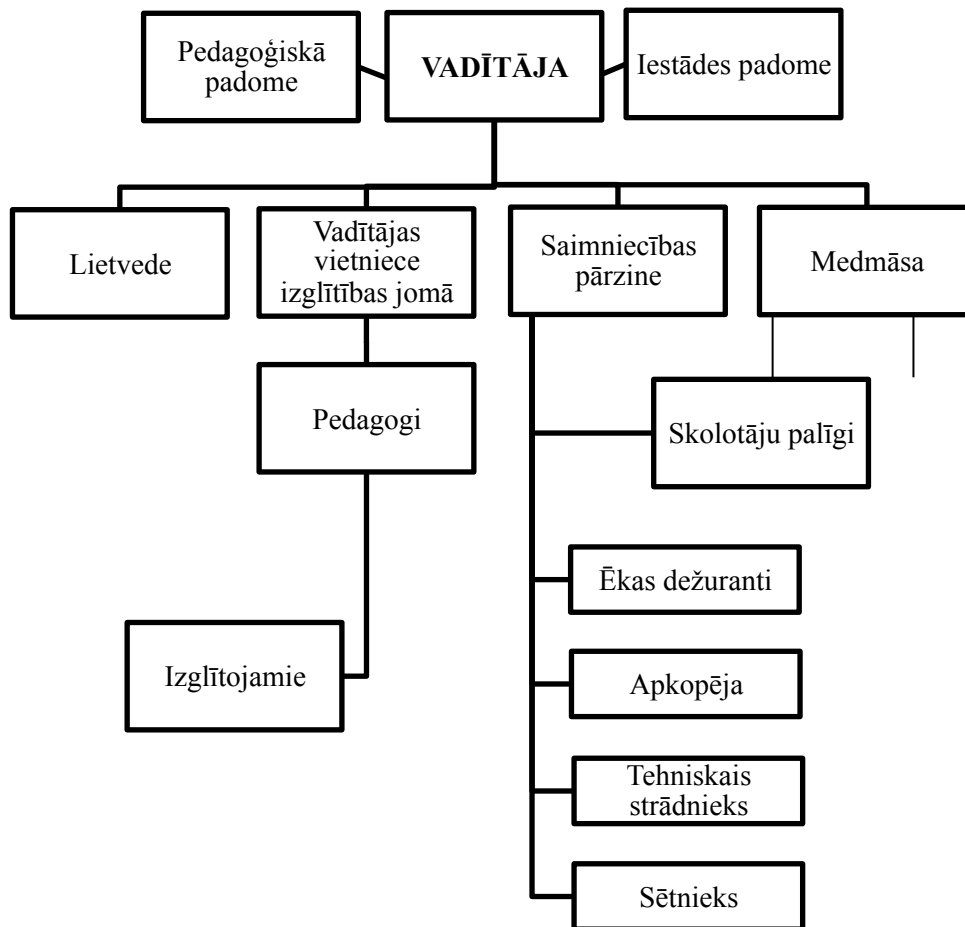 Pedagoģiskā
padome
VADĪTĀJA
Iestādes padome
Lietvede
Vadītājas
vietniece
izglītības jomā
Saimniecības
pārzine
Medmāsa
Pedagogi
Skolotāju palīgi
Ēkas dežuranti
Izglītojamie
Apkopēja
Tehniskais
strādnieks
Sētnieks